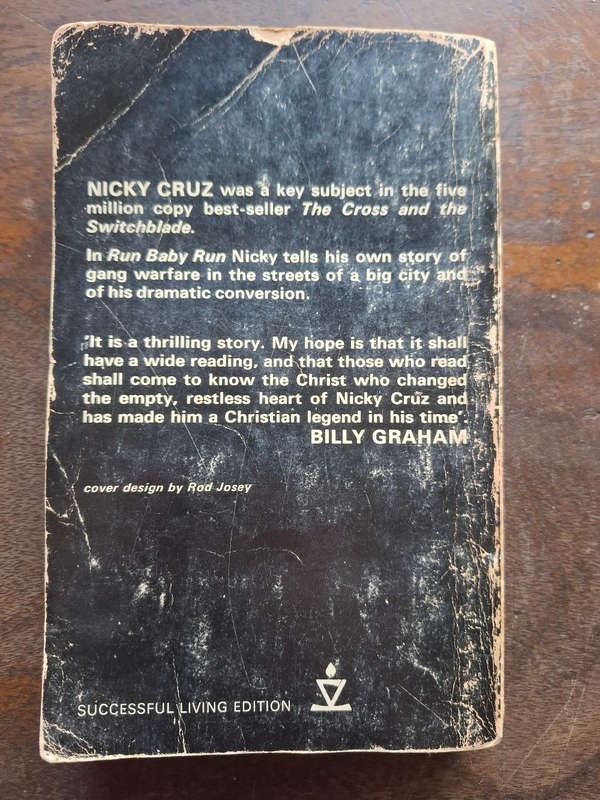 NICKY CRUZ was a key subject in the five
million copy best-seller The Cross and the
Switchblade.
In Run Baby Run Nicky tells his own story of
gang warfare in the streets of a big city and
of his dramatic conversion.
'It is a thrilling story. My hope is that it shall
have a wide reading, and that those who read
shall come to know the Christ who changed
the empty, restless heart of Nicky Cruz and
has made him a Christian legend in his time'.
BILLY GRAHAM
cover design by Rod Josey
SUCCESSFUL LIVING EDITION